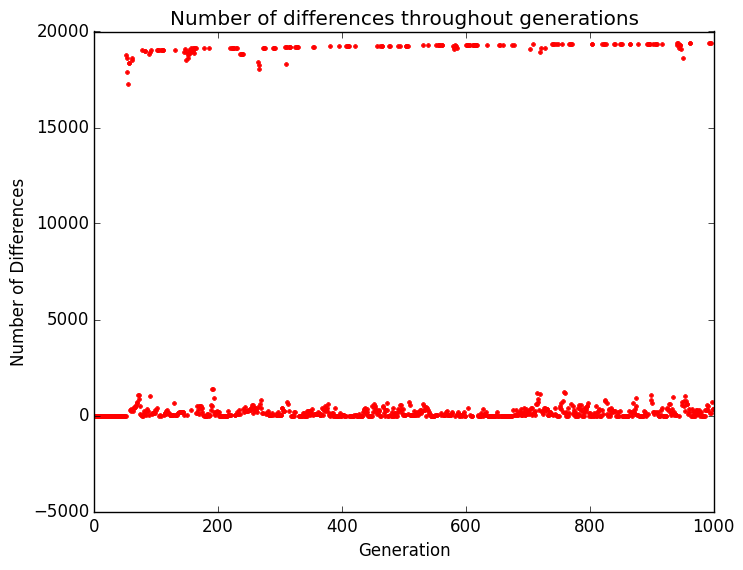 Number of differences throughout generations
20000
15000
10000
5000
0
−5000
Number of Differences
0 200 400 600 800 1000
Generation